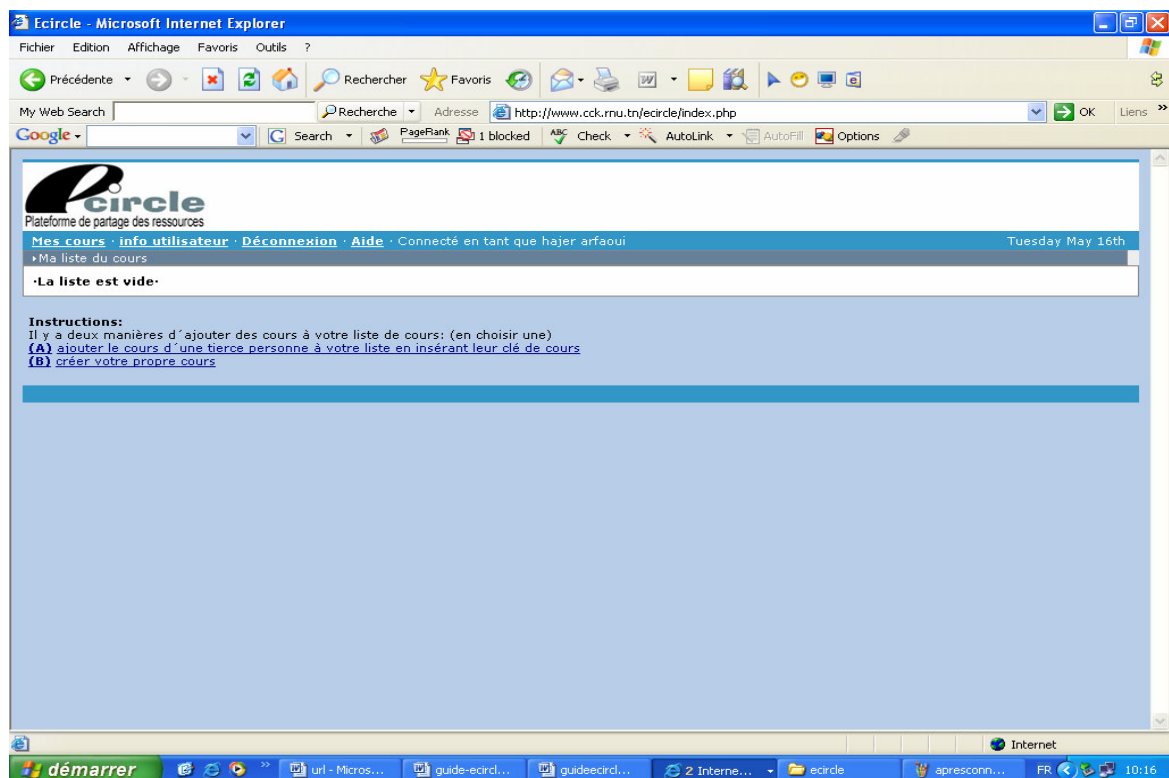 Ecircle - Microsoft Internet Explorer
Fichier Edition Affichage Favoris Outils ?
Précédente Rechercher Favoris
My Web Search Recherche Adresse http://www.cck.rnu.tn/ecircle/index.php OK Liens »
Google Search PageRank 1 blocked ABC Check AutoLink AutoFill Options
ecircle
Plateforme de partage des ressources
Mes cours · info utilisateur · Déconnexion · Aide · Connecté en tant que hajer arfaoui Tuesday May 16th
Ma liste du cours
·La liste est vide·
Instructions:
Il y a deux manières d´ajouter des cours à votre liste de cours: (en choisir une)
(A) ajouter le cours d´une tierce personne à votre liste en insérant leur clé de cours
(B) créer votre propre cours
Internet
démarrer » url - Micros... guide-ecircl... guideecircl... 2 Interne... ecircle apresconn... FR 10:16